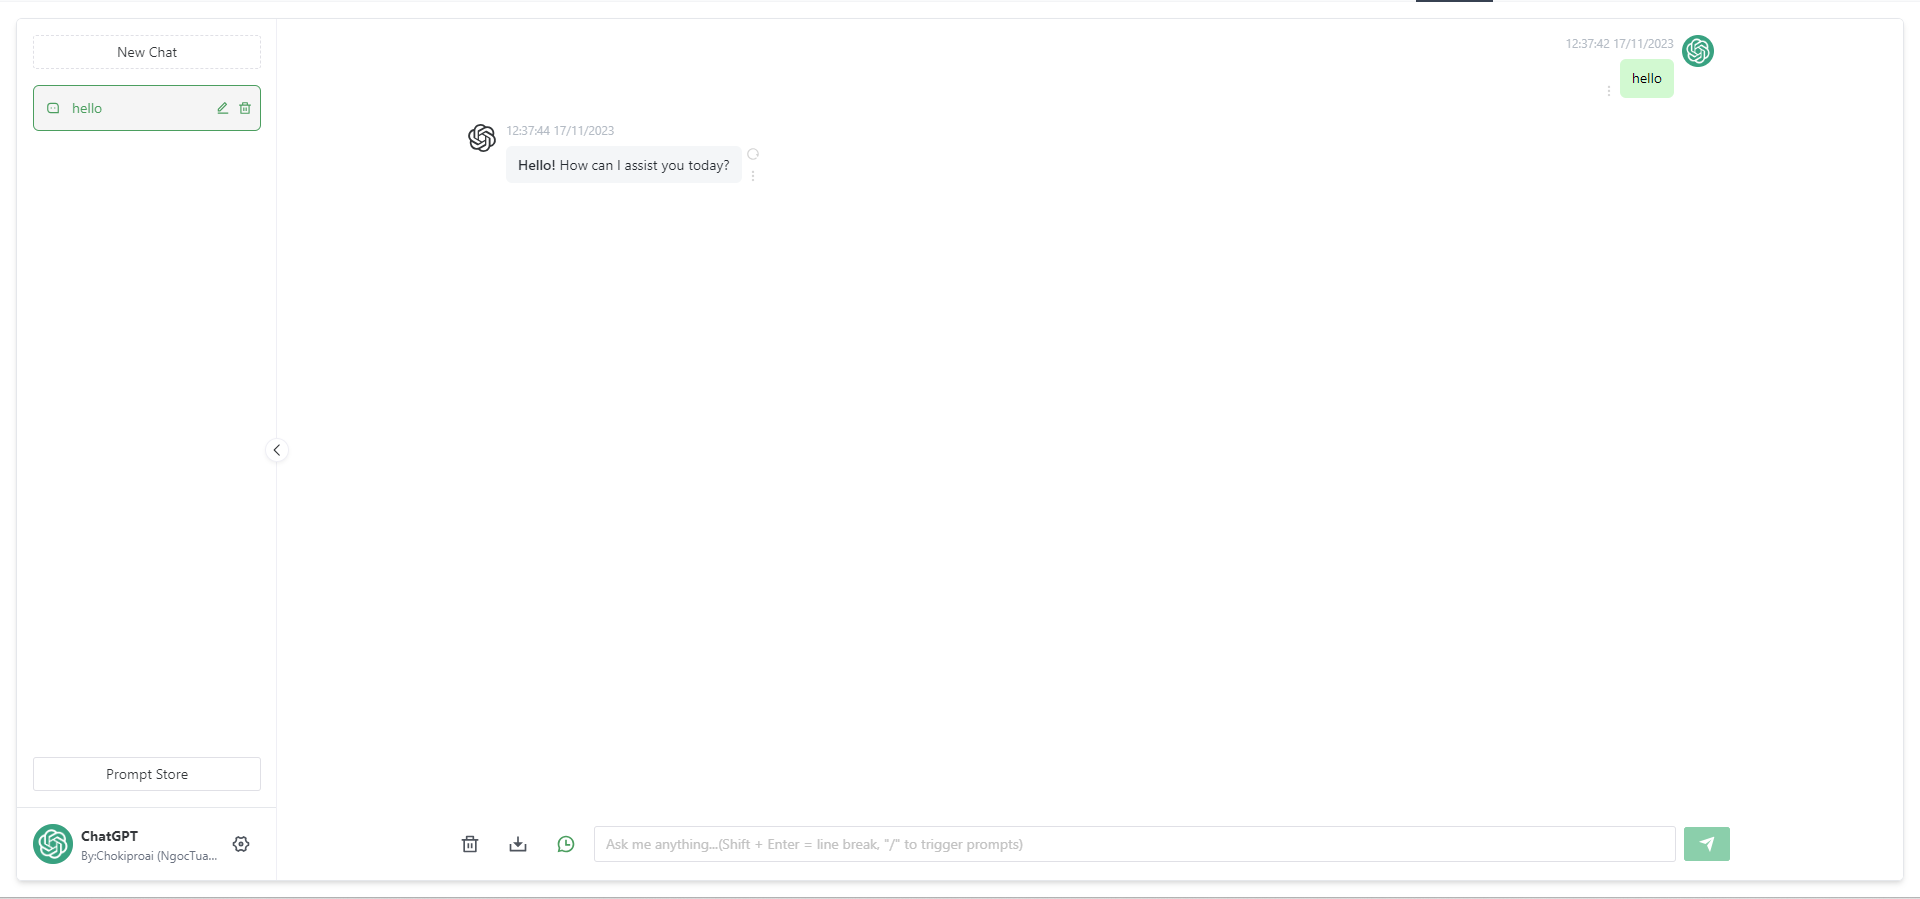 New Chat
hello
12:37:42 17/11/2023
hello
12:37:44 17/11/2023
Hello! How can I assist you today?
Prompt Store
ChatGPT
By:Chokiproai (NgocTua...
Ask me anything...(Shift + Enter = line break, "/" to trigger prompts)